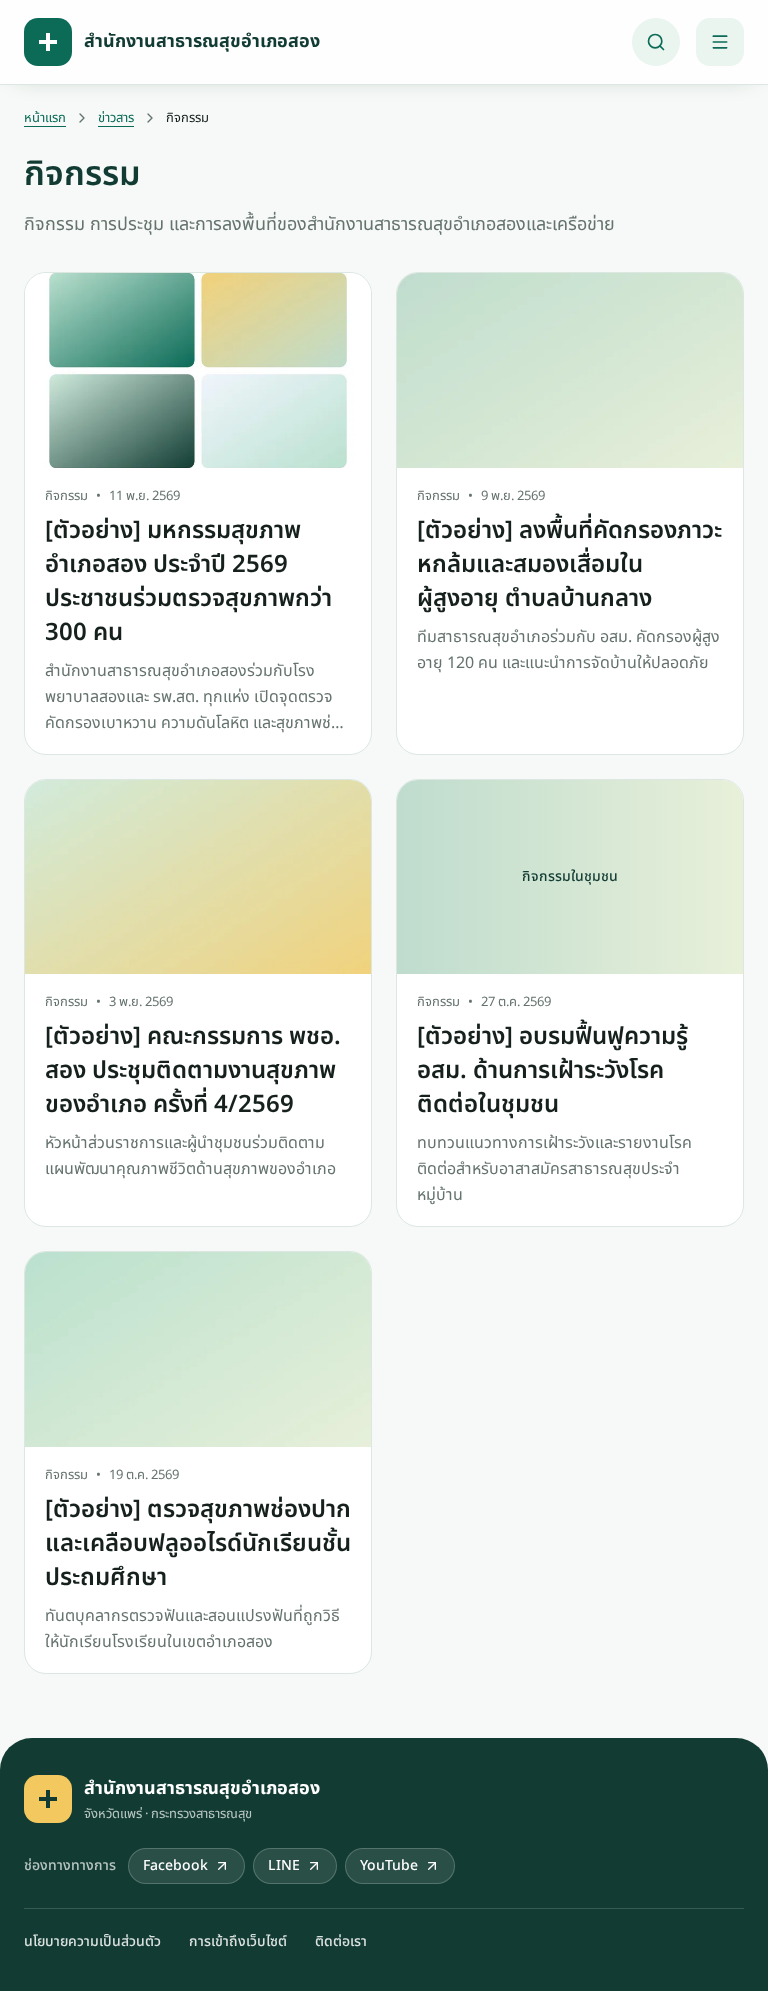 สำนักงานสาธารณสุขอำเภอสอง
หน้าแรก > ข่าวสาร > กิจกรรม
กิจกรรม
กิจกรรม การประชุม และการลงพื้นที่ของสำนักงานสาธารณสุขอำเภอสองและเครือข่าย
กิจกรรม • 11 พ.ย. 2569
[ตัวอย่าง] มหกรรมสุขภาพ
อำเภอสอง ประจำปี 2569
ประชาชนร่วมตรวจสุขภาพกว่า
300 คน
สำนักงานสาธารณสุขอำเภอสองร่วมกับโรง
พยาบาลสองและ รพ.สต. ทุกแห่ง เปิดจุดตรวจ
คัดกรองเบาหวาน ความดันโลหิต และสุขภาพช่...
กิจกรรม • 9 พ.ย. 2569
[ตัวอย่าง] ลงพื้นที่คัดกรองภาวะ
หกล้มและสมองเสื่อมใน
ผู้สูงอายุ ตำบลบ้านกลาง
ทีมสาธารณสุขอำเภอร่วมกับ อสม. คัดกรองผู้สูง
อายุ 120 คน และแนะนำการจัดบ้านให้ปลอดภัย
กิจกรรม • 3 พ.ย. 2569
[ตัวอย่าง] คณะกรรมการ พชอ.
สอง ประชุมติดตามงานสุขภาพ
ของอำเภอ ครั้งที่ 4/2569
หัวหน้าส่วนราชการและผู้นำชุมชนร่วมติดตาม
แผนพัฒนาคุณภาพชีวิตด้านสุขภาพของอำเภอ
กิจกรรมในชุมชน
กิจกรรม • 27 ต.ค. 2569
[ตัวอย่าง] อบรมฟื้นฟูความรู้
อสม. ด้านการเฝ้าระวังโรค
ติดต่อในชุมชน
ทบทวนแนวทางการเฝ้าระวังและรายงานโรค
ติดต่อสำหรับอาสาสมัครสาธารณสุขประจำ
หมู่บ้าน
กิจกรรม • 19 ต.ค. 2569
[ตัวอย่าง] ตรวจสุขภาพช่องปาก
และเคลือบฟลูออไรด์นักเรียนชั้น
ประถมศึกษา
ทันตบุคลากรตรวจฟันและสอนแปรงฟันที่ถูกวิธี
ให้นักเรียนโรงเรียนในเขตอำเภอสอง
สำนักงานสาธารณสุขอำเภอสอง
จังหวัดแพร่ · กระทรวงสาธารณสุข
ช่องทางทางการ Facebook LINE YouTube
นโยบายความเป็นส่วนตัว การเข้าถึงเว็บไซต์ ติดต่อเรา